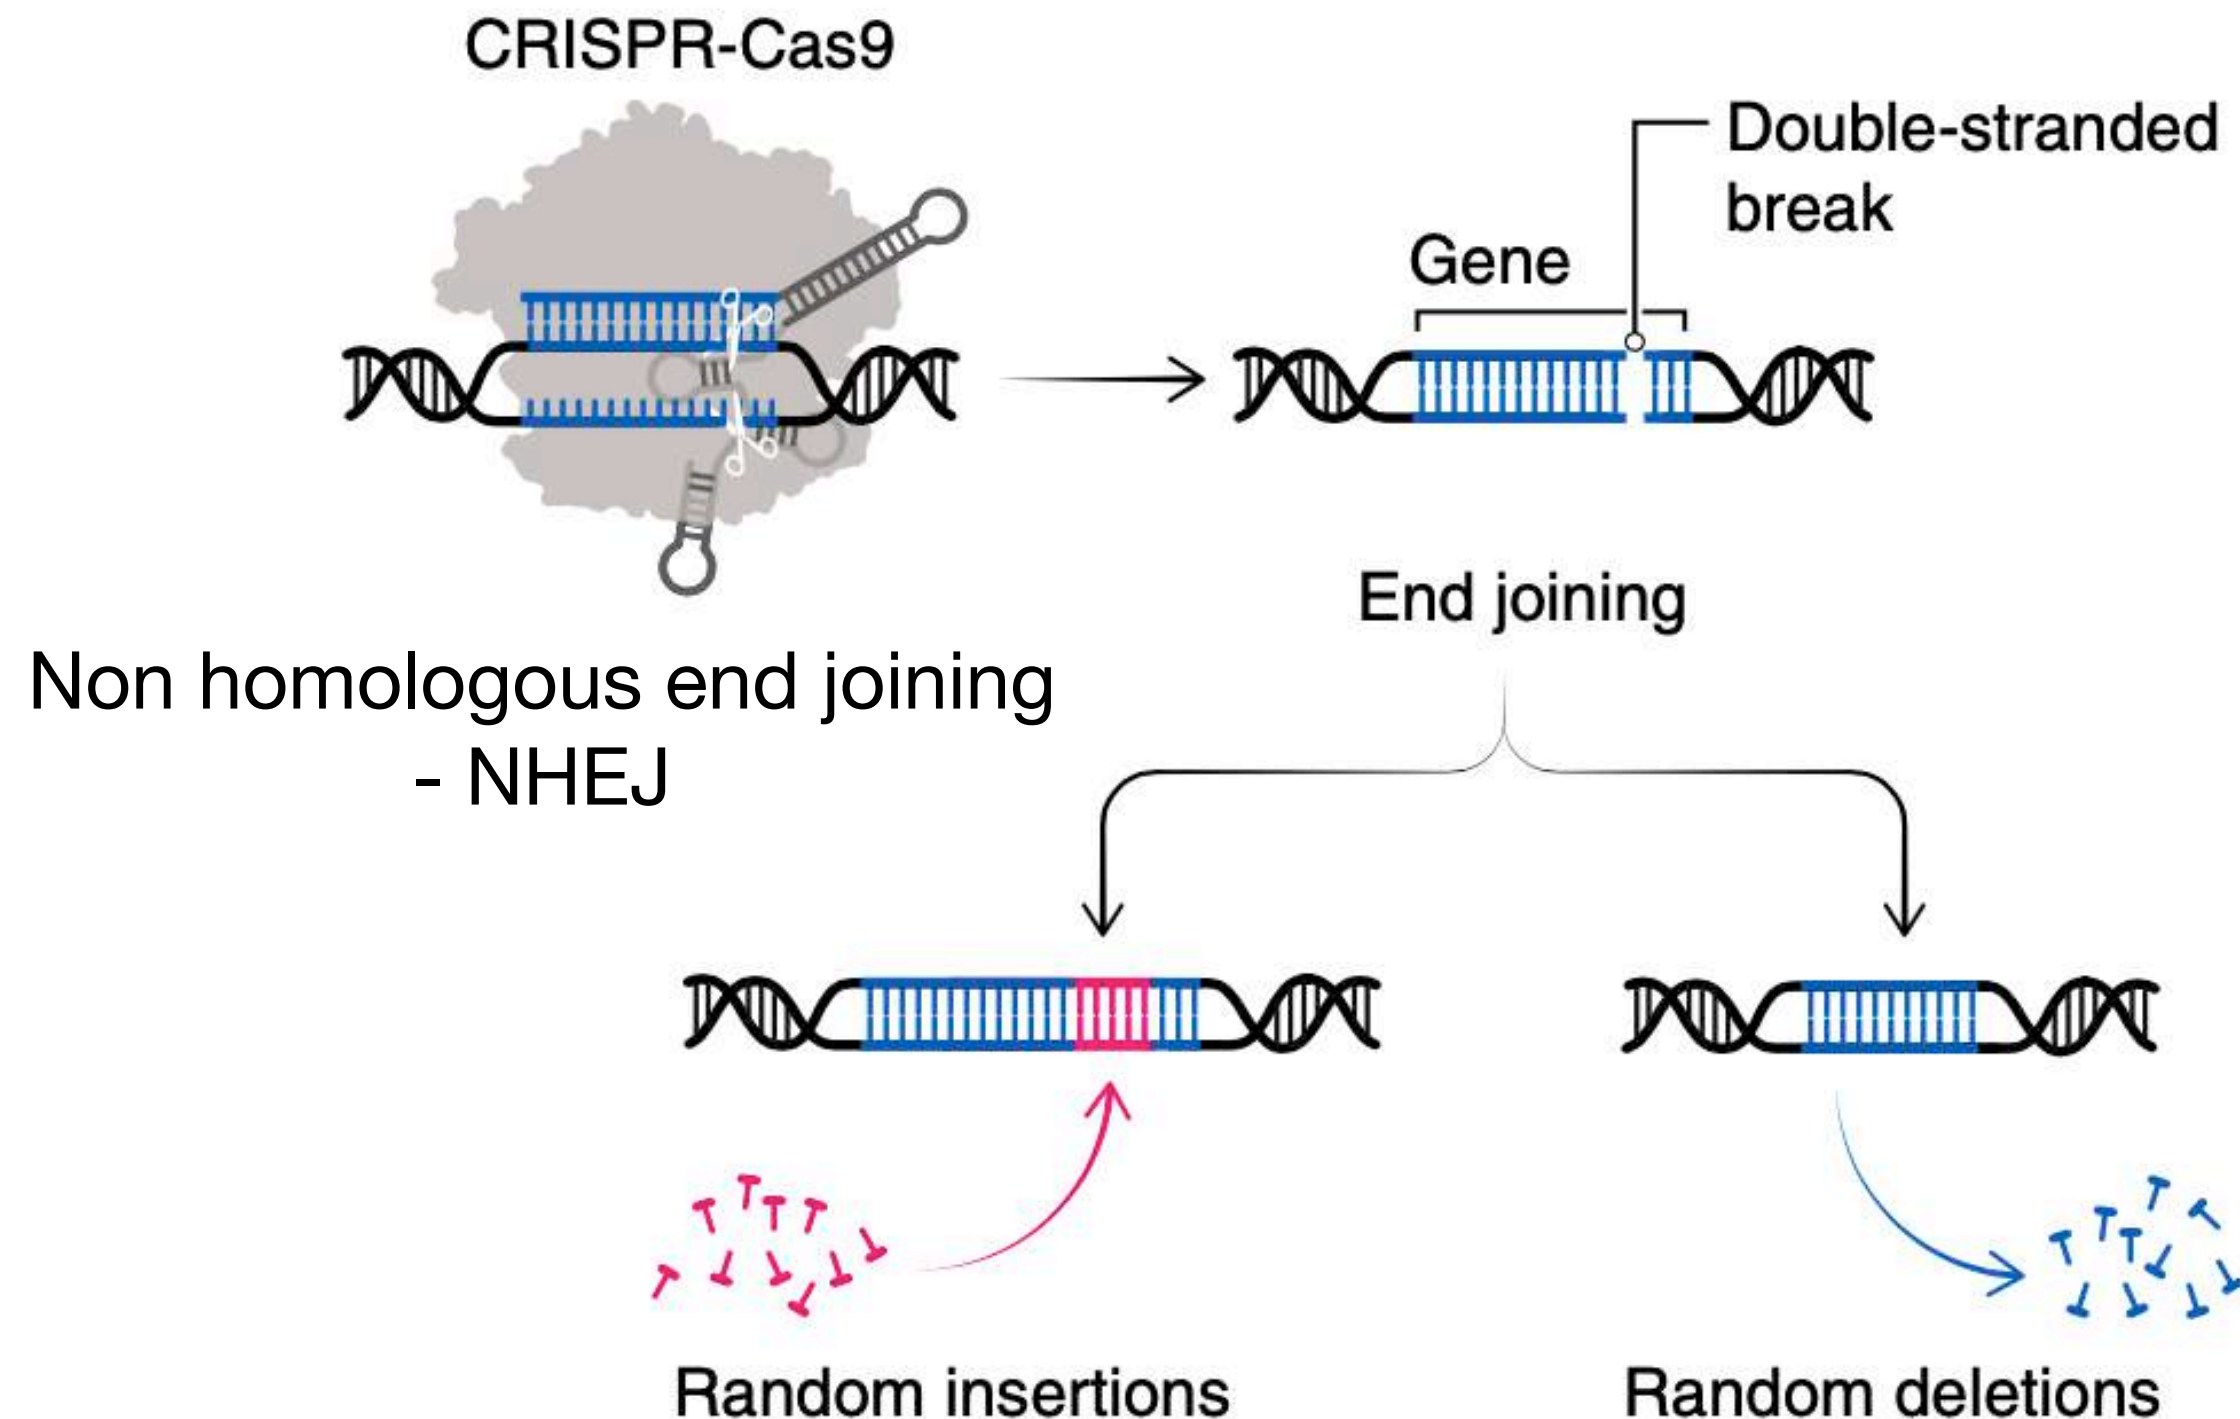 CRISPR-Cas9
Double-stranded
break
Gene
End joining
Non homologous end joining
- NHEJ
Random insertions
Random deletions